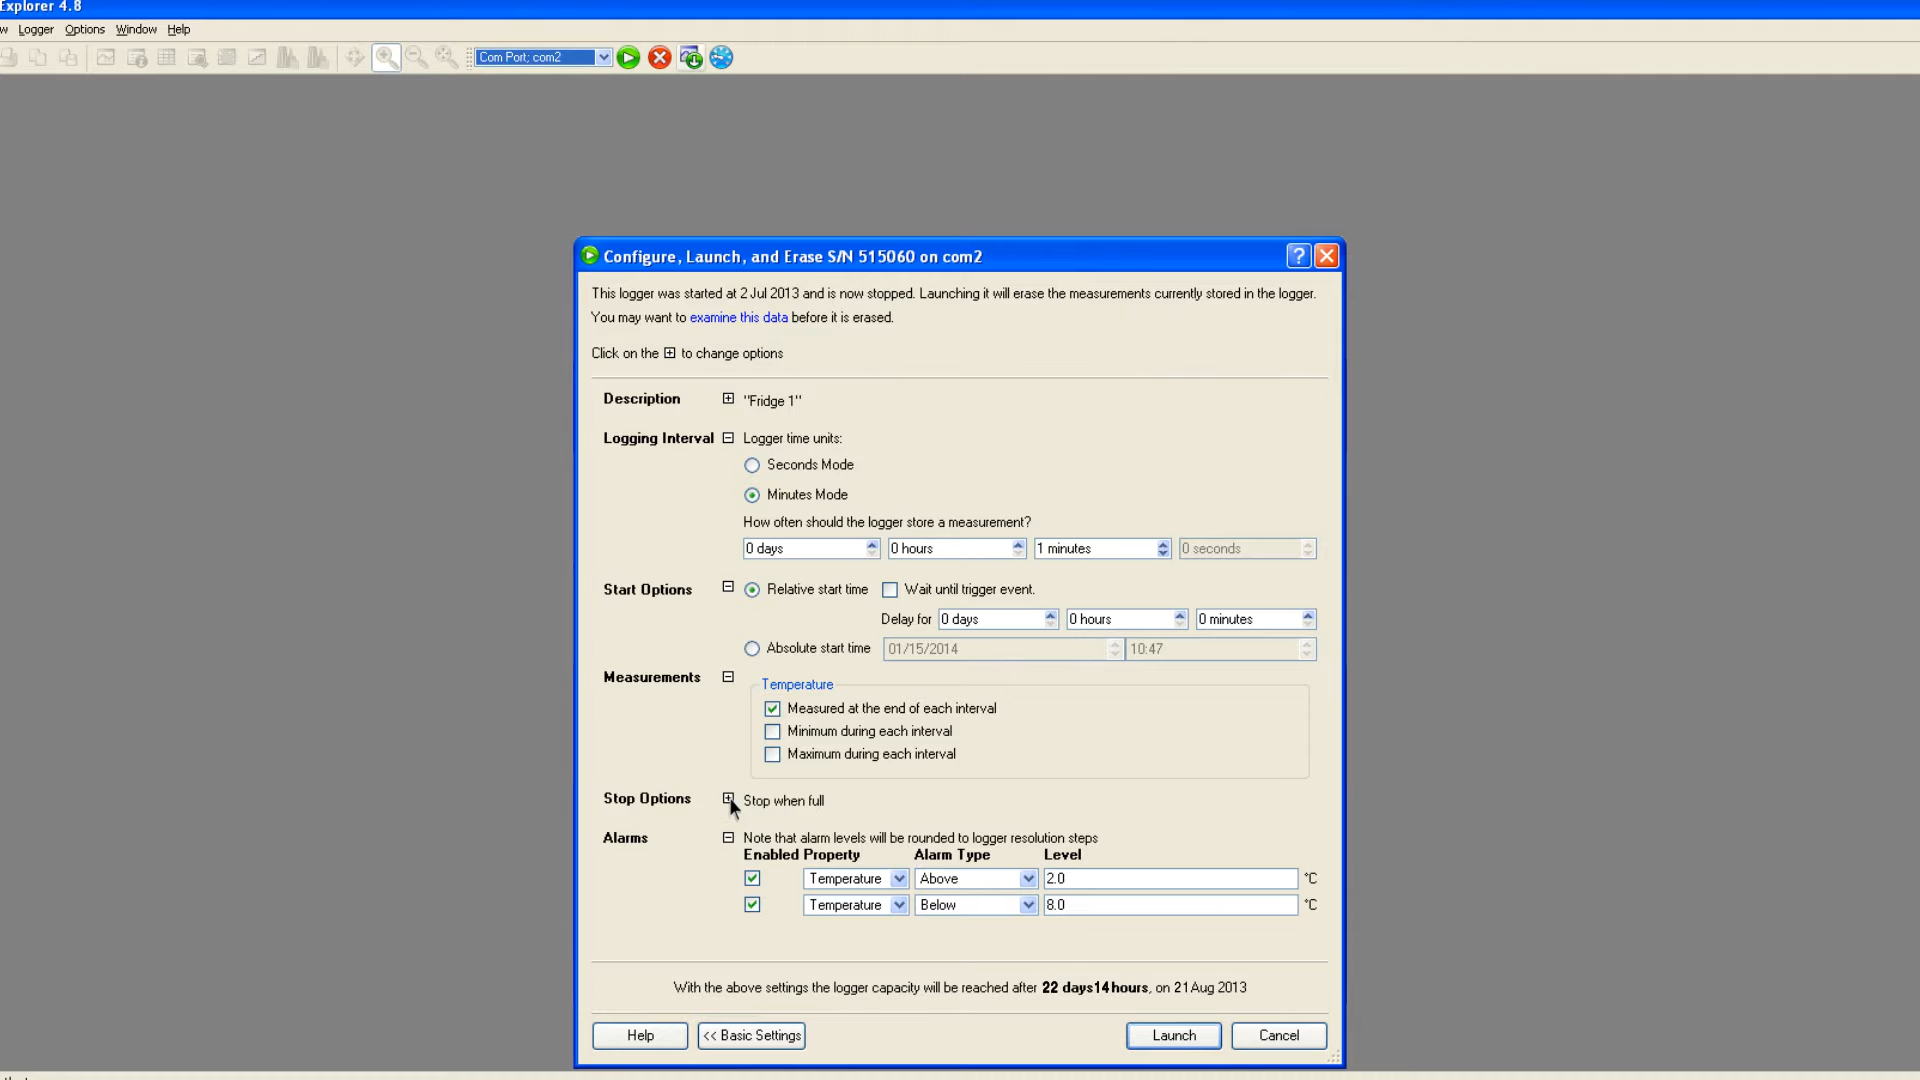 Explorer 4.8
w Logger Options Window Help
Com Port; com2
Configure, Launch, and Erase S/N 515060 on com2
This logger was started at 2 Jul 2013 and is now stopped. Launching it will erase the measurements currently stored in the logger.
You may want to examine this data before it is erased.
Click on the ⊞ to change options
Description "Fridge 1"
Logging Interval Logger time units:
Seconds Mode
Minutes Mode
How often should the logger store a measurement?
0 days 0 hours 1 minutes 0 seconds
Start Options Relative start time Wait until trigger event.
Delay for 0 days 0 hours 0 minutes
Absolute start time 01/15/2014 10:47
Measurements
Temperature
Measured at the end of each interval
Minimum during each interval
Maximum during each interval
Stop Options Stop when full
Alarms Note that alarm levels will be rounded to logger resolution steps
Enabled Property Alarm Type Level
Temperature Above 2.0 °C
Temperature Below 8.0 °C
With the above settings the logger capacity will be reached after 22 days14 hours, on 21 Aug 2013
Help << Basic Settings Launch Cancel